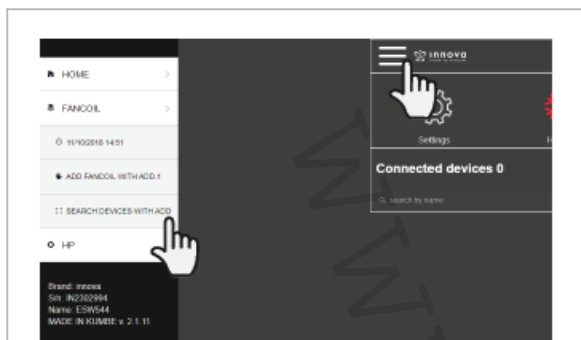 HOME
FANCOIL
11/10/2018 14:51
ADD FANCOIL WITH ADD.1
SEARCH DEVICES WITH ADD
HP
Brand: innova
S/n: IN2302994
Name: ESW544
MADE IN KUMBE v. 2.1.11
innova
Settings
H
Connected devices 0
search by name